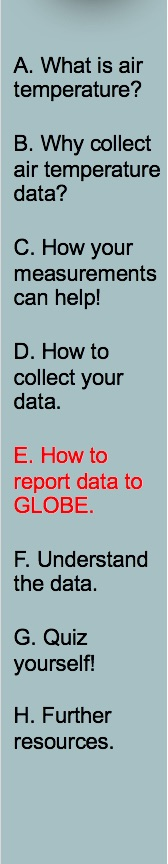 A. What is air
temperature?
B. Why collect
air temperature
data?
C. How your
measurements
can help!
D. How to
collect your
data.
E. How to
report data to
GLOBE.
F. Understand
the data.
G. Quiz
yourself!
H. Further
resources.